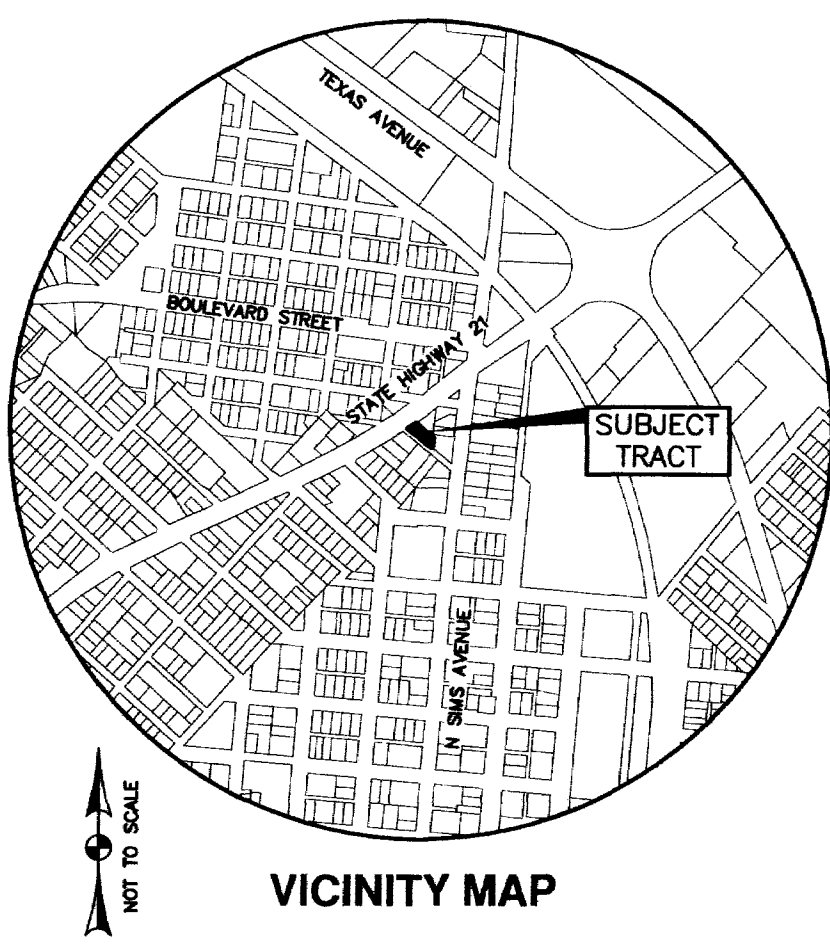 TEXAS AVENUE
BOULEVARD STREET
STATE HIGHWAY 21
SUBJECT
TRACT
N SIMS AVENUE
NOT TO SCALE
VICINITY MAP